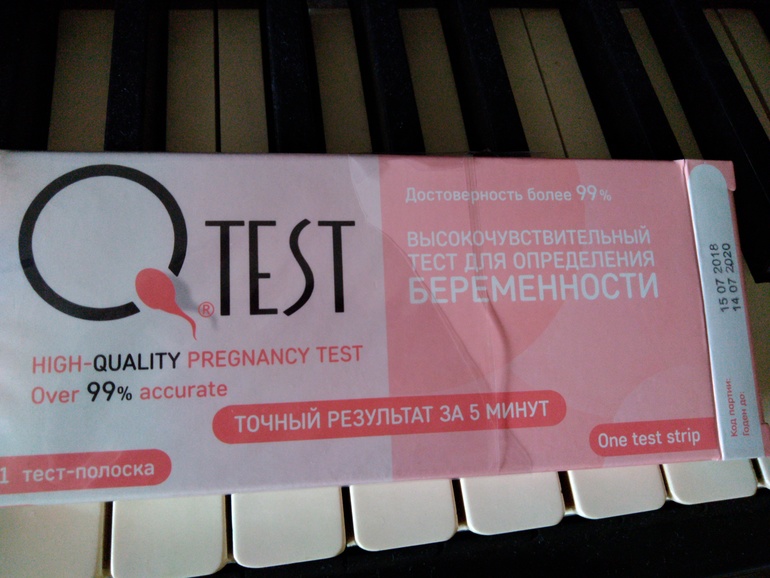 QTEST
®
HIGH-QUALITY PREGNANCY TEST
Over 99% accurate
1 тест-полоска
Достоверность более 99%
ВЫСОКОЧУВСТВИТЕЛЬНЫЙ
ТЕСТ ДЛЯ ОПРЕДЕЛЕНИЯ
БЕРЕМЕННОСТИ
ТОЧНЫЙ РЕЗУЛЬТАТ ЗА 5 МИНУТ
One test strip
Код партии:
Годен до:
15 07 2018
14 07 2020